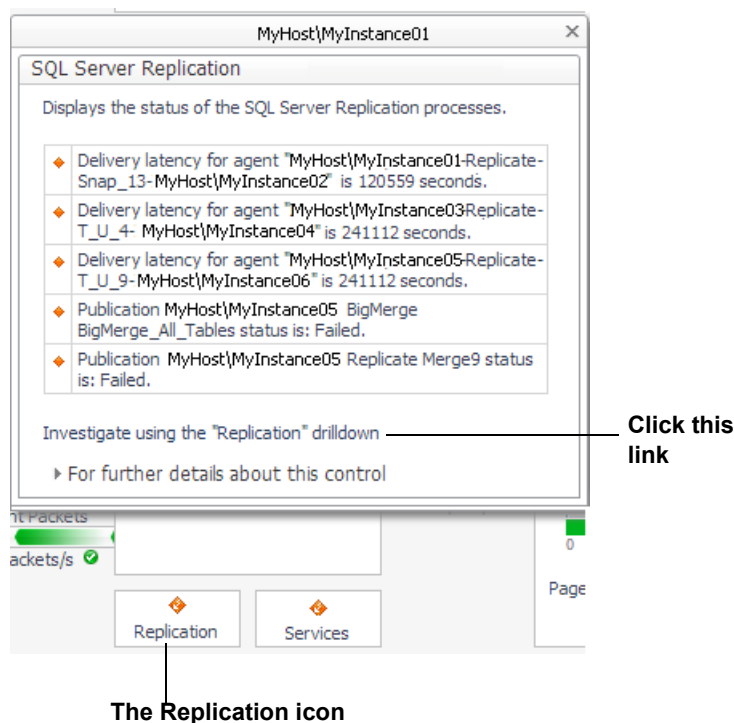 MyHost\MyInstance01
SQL Server Replication
Displays the status of the SQL Server Replication processes.
Delivery latency for agent "MyHost\MyInstance01-Replicate-
Snap_13-MyHost\MyInstance02" is 120559 seconds.
Delivery latency for agent "MyHost\MyInstance03-Replicate-
T_U_4- MyHost\MyInstance04" is 241112 seconds.
Delivery latency for agent "MyHost\MyInstance05-Replicate-
T_U_9-MyHost\MyInstance06" is 241112 seconds.
Publication MyHost\MyInstance05 BigMerge
BigMerge_All_Tables status is: Failed.
Publication MyHost\MyInstance05 Replicate Merge9 status
is: Failed.
Investigate using the "Replication" drilldown
Click this
link
For further details about this control
nt Packets
ackets/s
0
Page
Replication
Services
The Replication icon